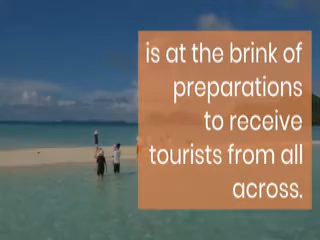 is at the brink of
preparations
to receive
tourists from all
across.